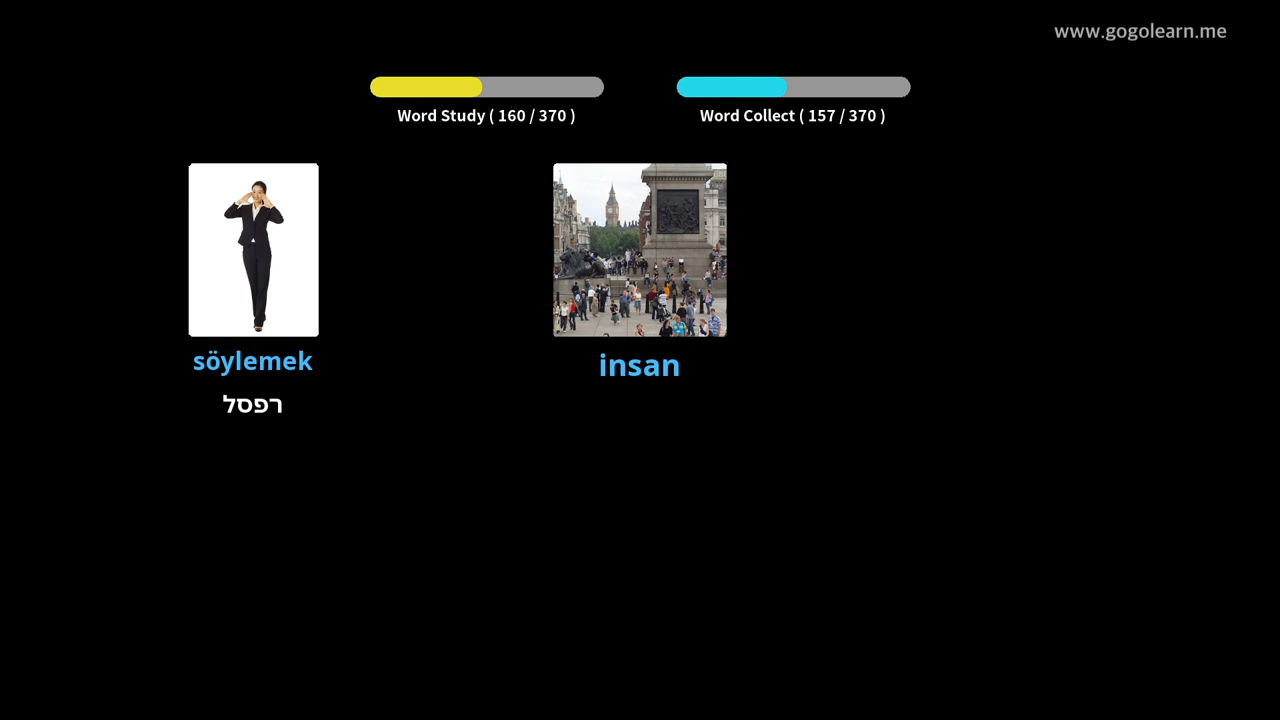 www.gogolearn.me
Word Study ( 160 / 370 )
Word Collect ( 157 / 370 )
söylemek
רפסל
insan